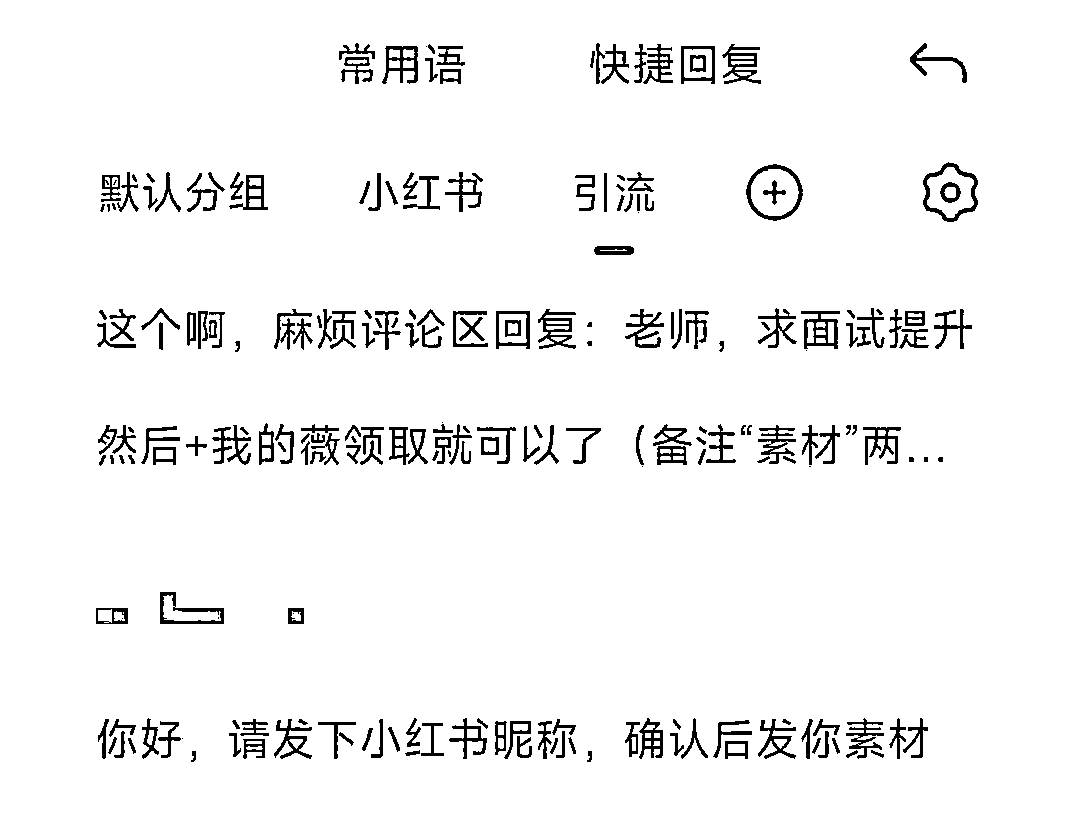 常用语 快捷回复
默认分组 小红书 引流
这个啊，麻烦评论区回复：老师，求面试提升
然后+我的薇领取就可以了（备注“素材”两...
你好，请发下小红书昵称，确认后发你素材